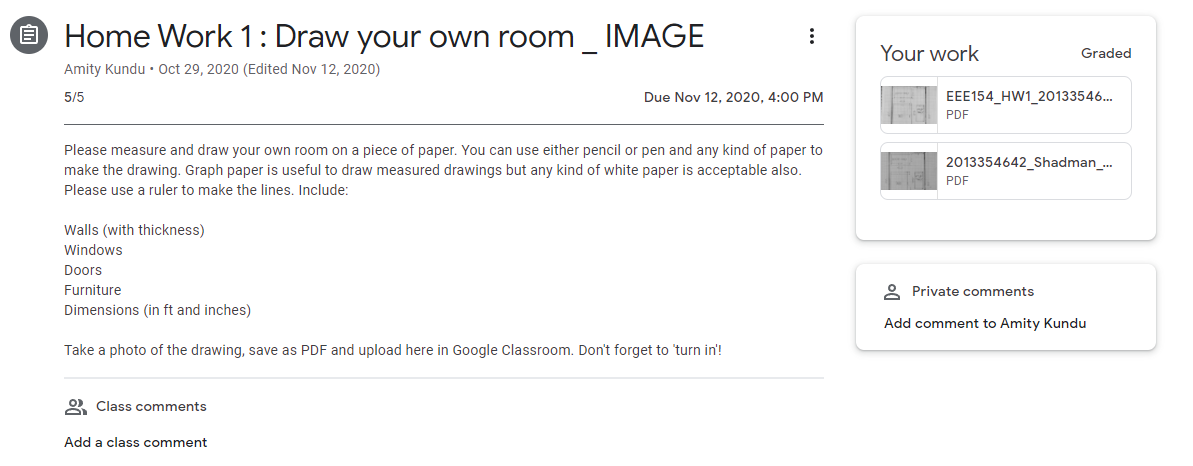 Home Work 1 : Draw your own room _ IMAGE
Amity Kundu • Oct 29, 2020 (Edited Nov 12, 2020)
5/5
Due Nov 12, 2020, 4:00 PM
Please measure and draw your own room on a piece of paper. You can use either pencil or pen and any kind of paper to
make the drawing. Graph paper is useful to draw measured drawings but any kind of white paper is acceptable also.
Please use a ruler to make the lines. Include:
Walls (with thickness)
Windows
Doors
Furniture
Dimensions (in ft and inches)
Take a photo of the drawing, save as PDF and upload here in Google Classroom. Don't forget to 'turn in'!
Class comments
Add a class comment
Your work
Graded
EEE154_HW1_20133546...
PDF
2013354642_Shadman_...
PDF
Private comments
Add comment to Amity Kundu